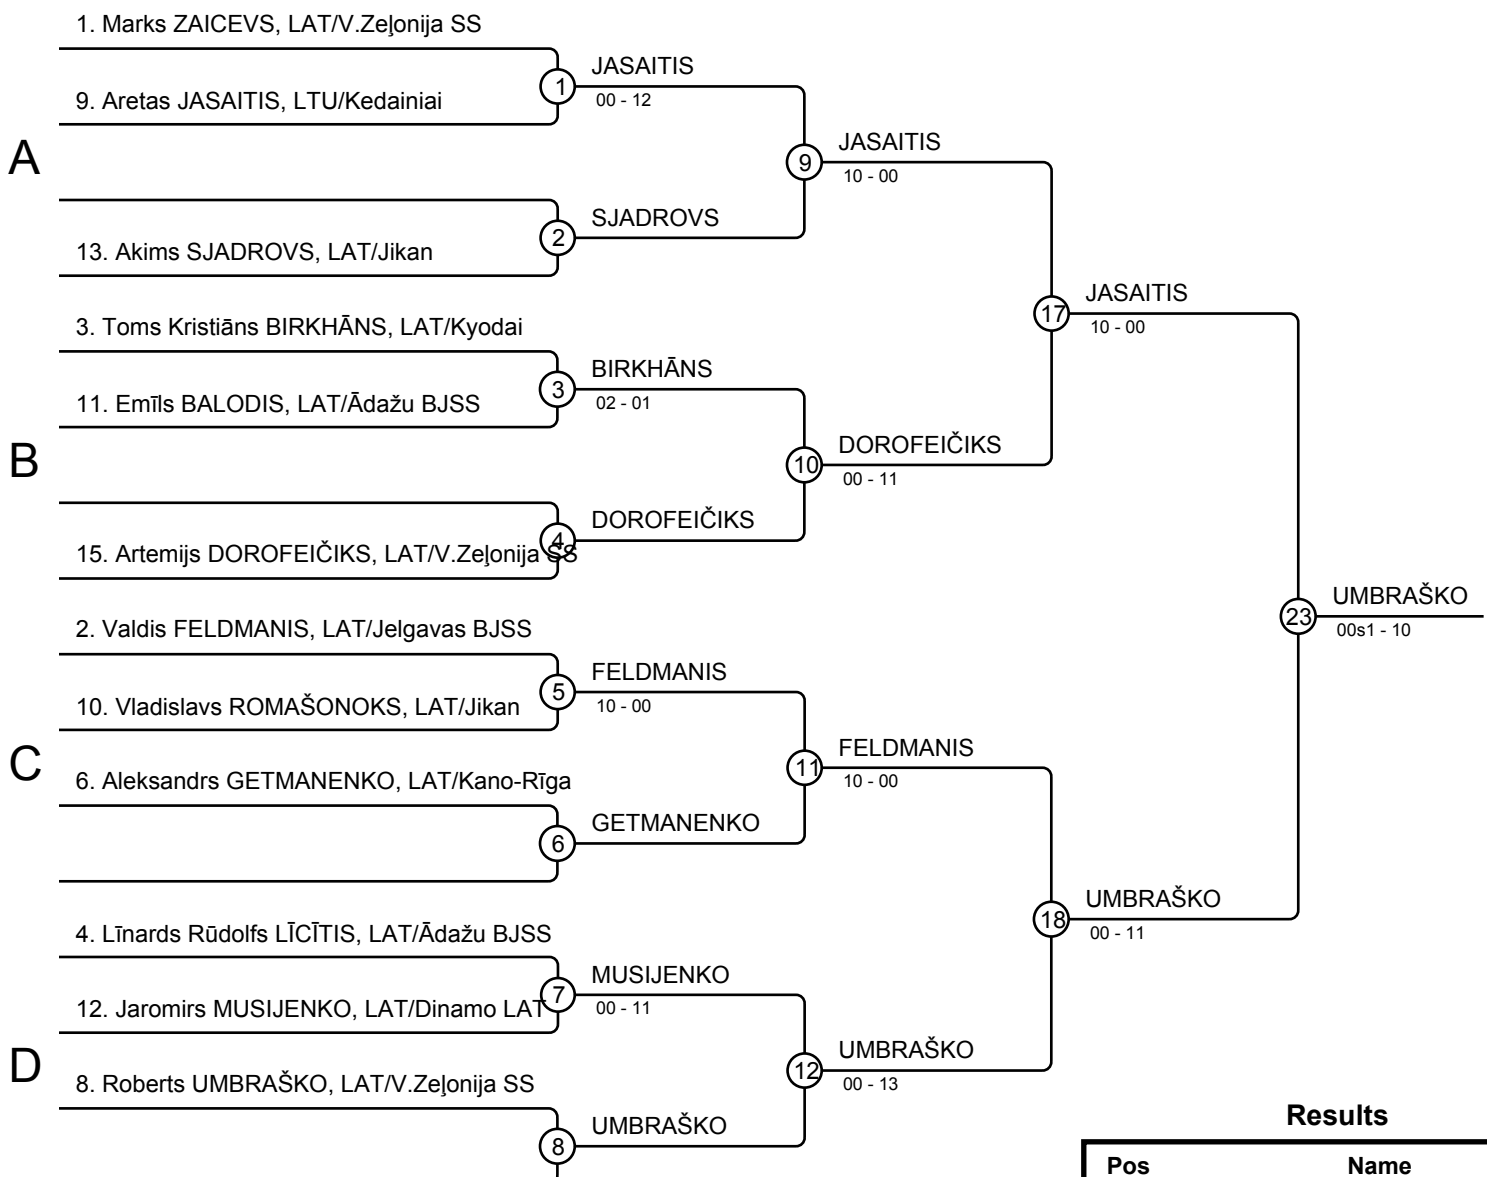 1. Marks ZAICEVS, LAT/V.Zeļonija SS
JASAITIS
1
00 - 12
9. Aretas JASAITIS, LTU/Kedainiai
A
JASAITIS
9
10 - 00
SJADROVS
2
13. Akims SJADROVS, LAT/Jikan
JASAITIS
17
10 - 00
3. Toms Kristiāns BIRKHĀNS, LAT/Kyodai
BIRKHĀNS
3
02 - 01
11. Emīls BALODIS, LAT/Ādažu BJSS
B
DOROFEIČIKS
10
00 - 11
DOROFEIČIKS
4
15. Artemijs DOROFEIČIKS, LAT/V.Zeļonija SS
UMBRAŠKO
23
00s1 - 10
2. Valdis FELDMANIS, LAT/Jelgavas BJSS
FELDMANIS
5
10 - 00
10. Vladislavs ROMAŠONOKS, LAT/Jikan
C
FELDMANIS
11
10 - 00
6. Aleksandrs GETMANENKO, LAT/Kano-Rīga
GETMANENKO
6
UMBRAŠKO
18
00 - 11
4. Līnards Rūdolfs LĪCĪTIS, LAT/Ādažu BJSS
MUSIJENKO
7
00 - 11
12. Jaromirs MUSIJENKO, LAT/Dinamo LAT
D
UMBRAŠKO
12
00 - 13
8. Roberts UMBRAŠKO, LAT/V.Zeļonija SS
UMBRAŠKO
8
Results
Pos Name